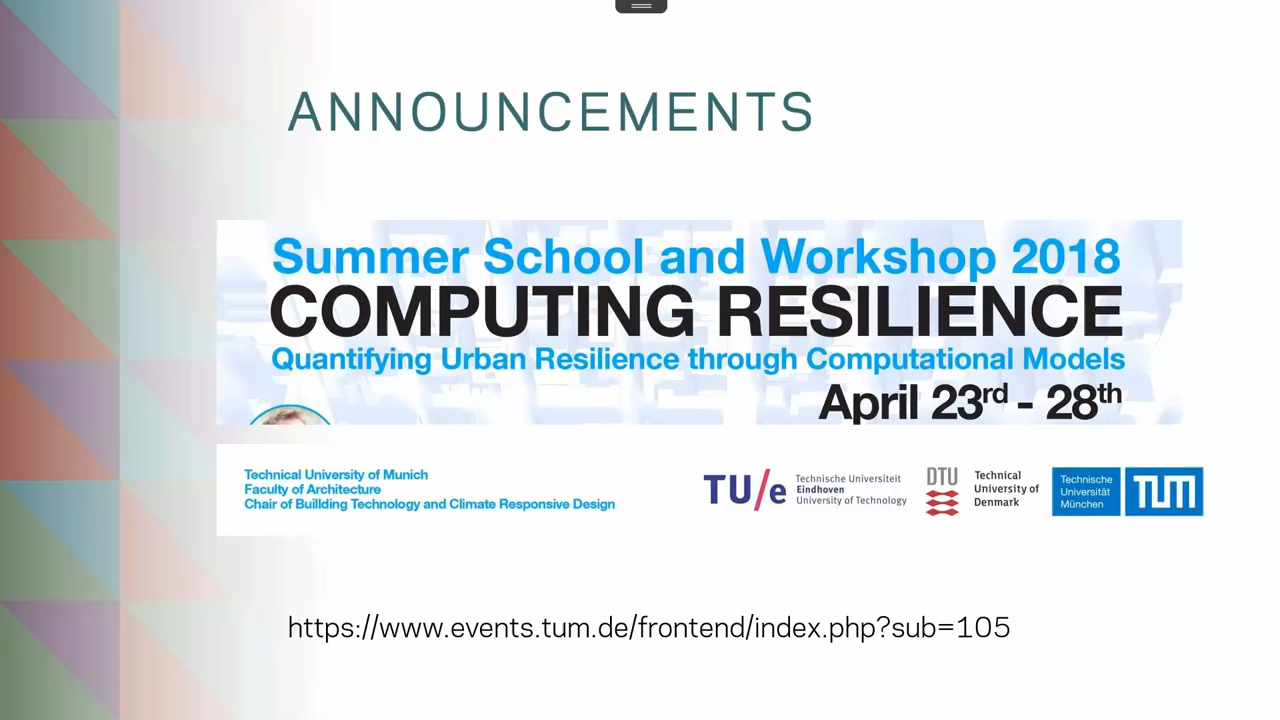 ANNOUNCEMENTS
Summer School and Workshop 2018
COMPUTING RESILIENCE
Quantifying Urban Resilience through Computational Models
April 23rd - 28th
Technical University of Munich
Faculty of Architecture
Chair of Buillding Technology and Climate Responsive Design
TU/e
Technische Universiteit
Eindhoven
University of Technology
DTU
Technical
University of
Denmark
Technische
Universität
München
TUM
https://www.events.tum.de/frontend/index.php?sub=105